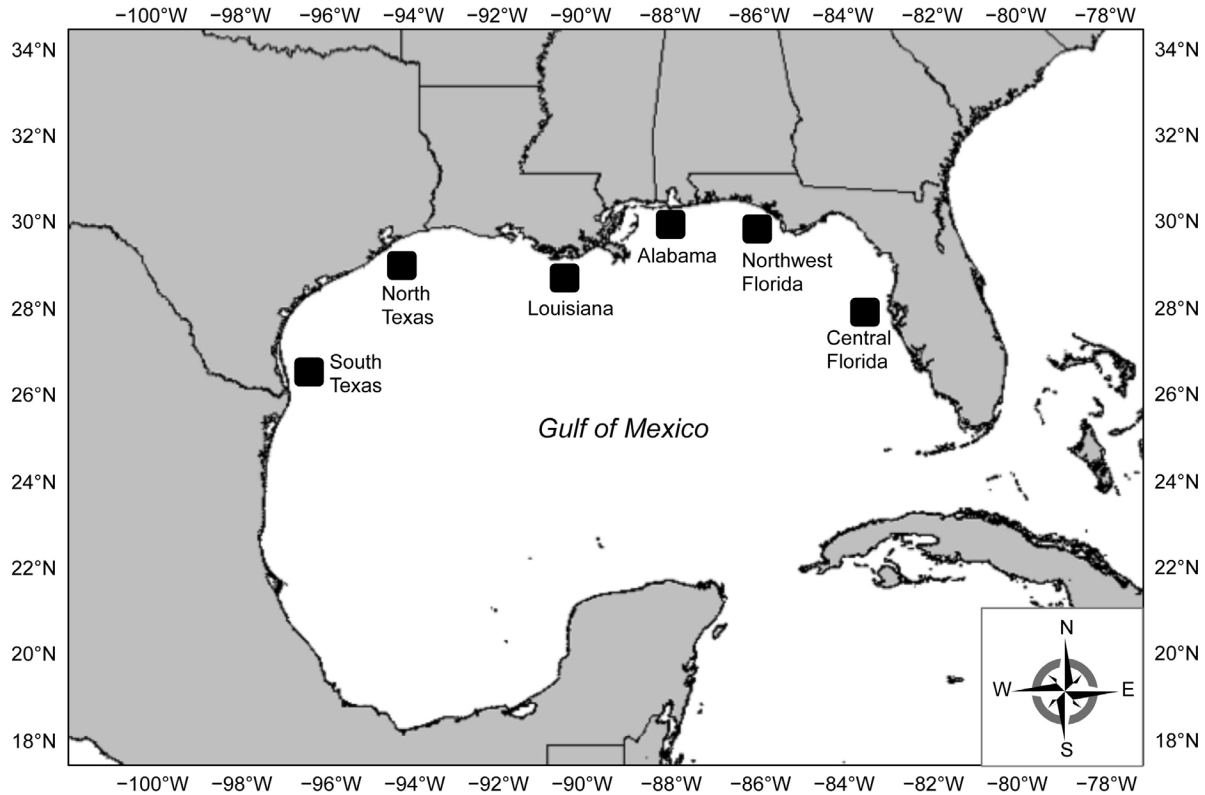 −100°W −98°W −96°W −94°W −92°W −90°W −88°W −86°W −84°W −82°W −80°W −78°W
34°N 34°N
32°N 32°N
30°N 30°N
Alabama
Northwest
Florida
North
Texas
Louisiana
28°N 28°N
Central
Florida
South
Texas
26°N 26°N
Gulf of Mexico
24°N 24°N
22°N 22°N
N
20°N 20°N
W E
S
18°N 18°N
−100°W −98°W −96°W −94°W −92°W −90°W −88°W −86°W −84°W −82°W −80°W −78°W